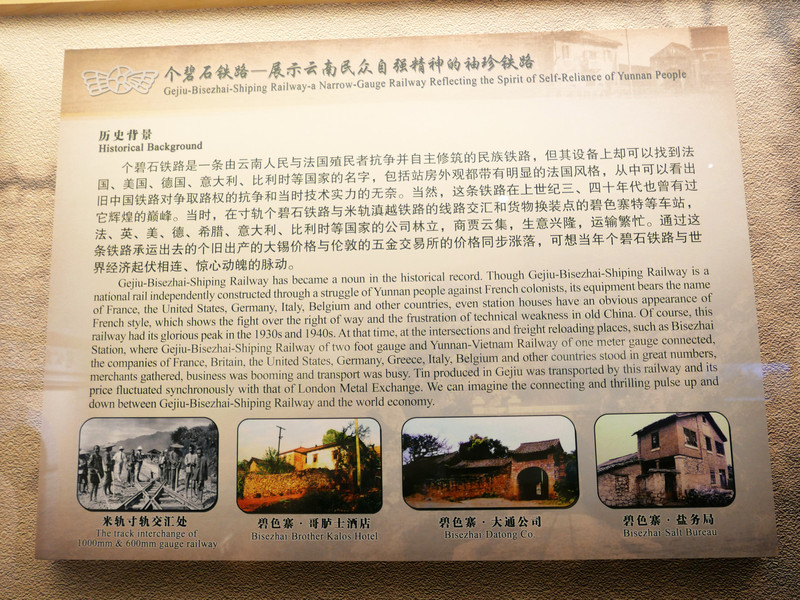 个碧石铁路—展示云南民众自强精神的袖珍铁路
Gejiu-Bisezhai-Shiping Railway-a Narrow-Gauge Railway Reflecting the Spirit of Self-Reliance of Yunnan People
历史背景
Historical Background
个碧石铁路是一条由云南人民与法国殖民者抗争并自主修筑的民族铁路，但其设备上却可以找到法
国、美国、德国、意大利、比利时等国家的名字，包括站房外观都带有明显的法国风格，从中可以看出
旧中国铁路对争取路权的抗争和当时技术实力的无奈。当然，这条铁路在上世纪三、四十年代也曾有过
它辉煌的巅峰。当时，在寸轨个碧石铁路与米轨滇越铁路的线路交汇和货物换装点的碧色寨特等车站，
法、英、美、德、希腊、意大利、比利时等国家的公司林立，商贾云集，生意兴隆，运输繁忙。通过这
条铁路承运出去的个旧出产的大锡价格与伦敦的五金交易所的价格同步涨落，可想当年个碧石铁路与世
界经济起伏相连、惊心动魄的脉动。
Gejiu-Bisezhai-Shiping Railway has became a noun in the historical record. Though Gejiu-Bisezhai-Shiping Railway is a
national rail independently constructed through a struggle of Yunnan people against French colonists, its equipment bears the name
of France, the United States, Germany, Italy, Belgium and other countries, even station houses have an obvious appearance of
French style, which shows the fight over the right of way and the frustration of technical weakness in old China. Of course, this
railway had its glorious peak in the 1930s and 1940s. At that time, at the intersections and freight reloading places, such as Bisezhai
Station, where Gejiu-Bisezhai-Shiping Railway of two foot gauge and Yunnan-Vietnam Railway of one meter gauge connected,
the companies of France, Britain, the United States, Germany, Greece, Italy, Belgium and other countries stood in great numbers,
merchants gathered, business was booming and transport was busy. Tin produced in Gejiu was transported by this railway and its
price fluctuated synchronously with that of London Metal Exchange. We can imagine the connecting and thrilling pulse up and
down between Gejiu-Bisezhai-Shiping Railway and the world economy.
米轨寸轨交汇处
The track interchange of
1000mm & 600mm gauge railway
碧色寨·哥胪士酒店
Bisezhai Brother Kalos Hotel
碧色寨·大通公司
Bisezhai Datong Co.
碧色寨·盐务局
Bisezhai Salt Bureau